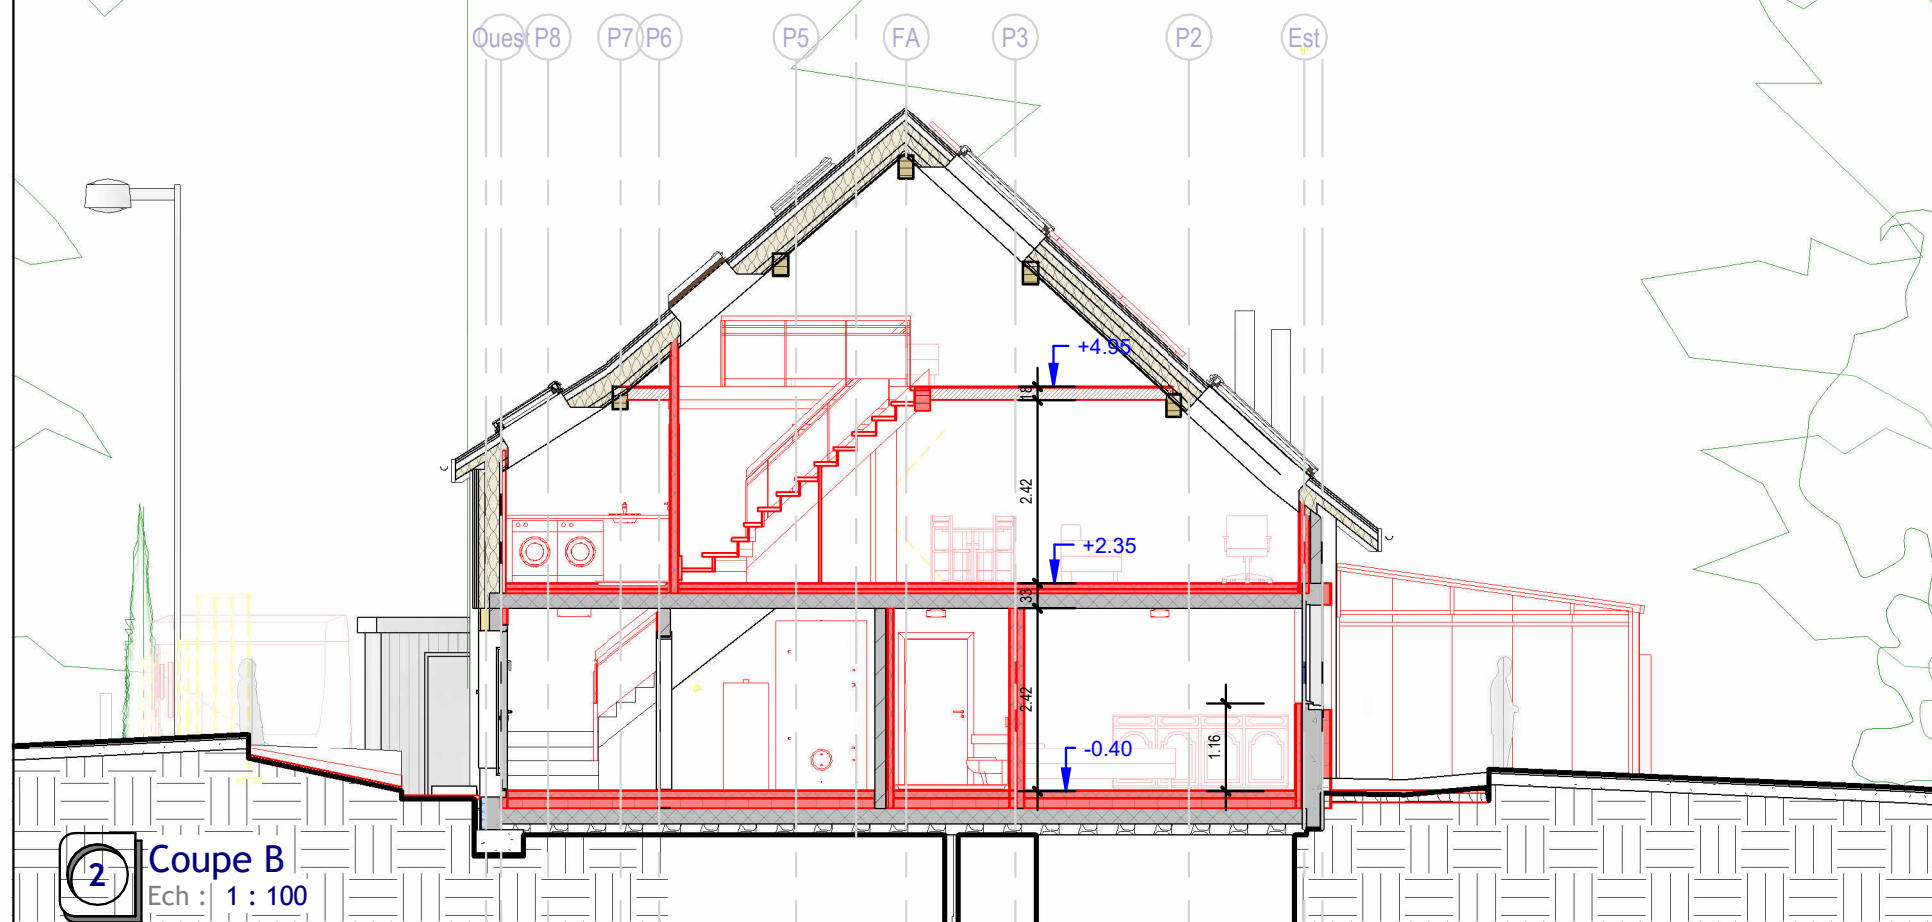 Ouest P8 P7 P6 P5 FA P3 P2 Est
+4.95
18
2.42
+2.35
33
2.42
-0.40
1.16
2 Coupe B
Ech : 1 : 100